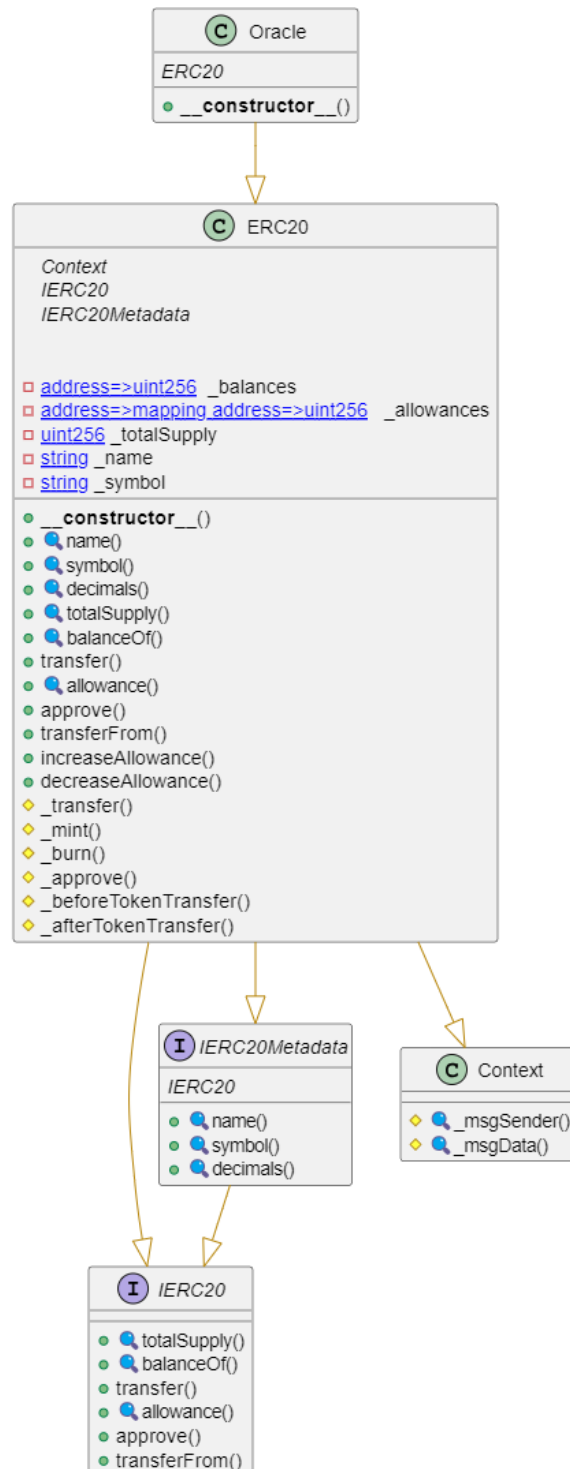 C Oracle
ERC20
__constructor__()
C ERC20
Context
IERC20
IERC20Metadata
address=>uint256 _balances
address=>mapping address=>uint256 _allowances
uint256 _totalSupply
string _name
string _symbol
__constructor__()
name()
symbol()
decimals()
totalSupply()
balanceOf()
transfer()
allowance()
approve()
transferFrom()
increaseAllowance()
decreaseAllowance()
_transfer()
_mint()
_burn()
_approve()
_beforeTokenTransfer()
_afterTokenTransfer()
I IERC20Metadata
IERC20
name()
symbol()
decimals()
C Context
_msgSender()
_msgData()
I IERC20
totalSupply()
balanceOf()
transfer()
allowance()
approve()
transferFrom()